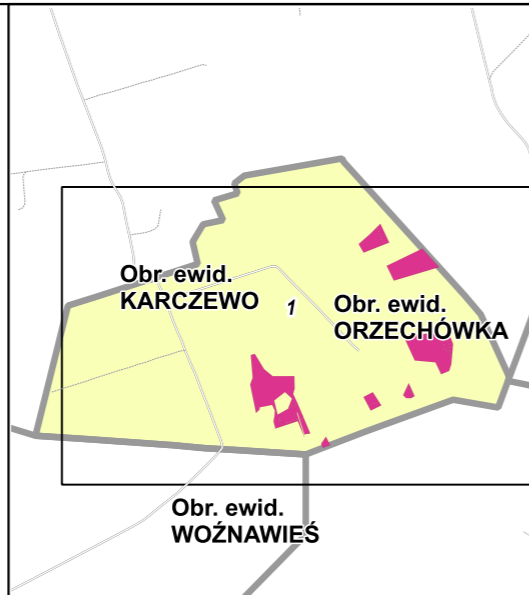 Obr. ewid.
KARCZEWO
1
Obr. ewid.
ORZECHÓWKA
Obr. ewid.
WOŹNAWIEŚ